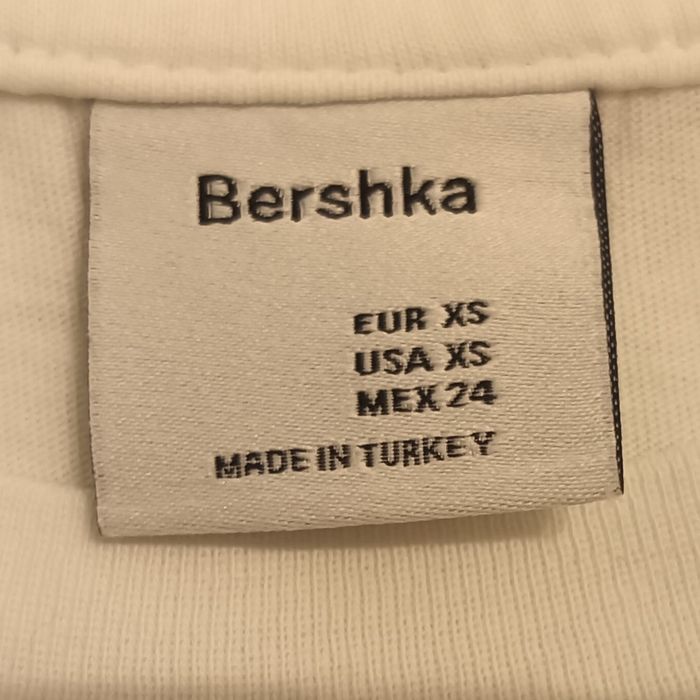 Bershka
EUR XS
USA XS
MEX 24
MADE IN TURKEY